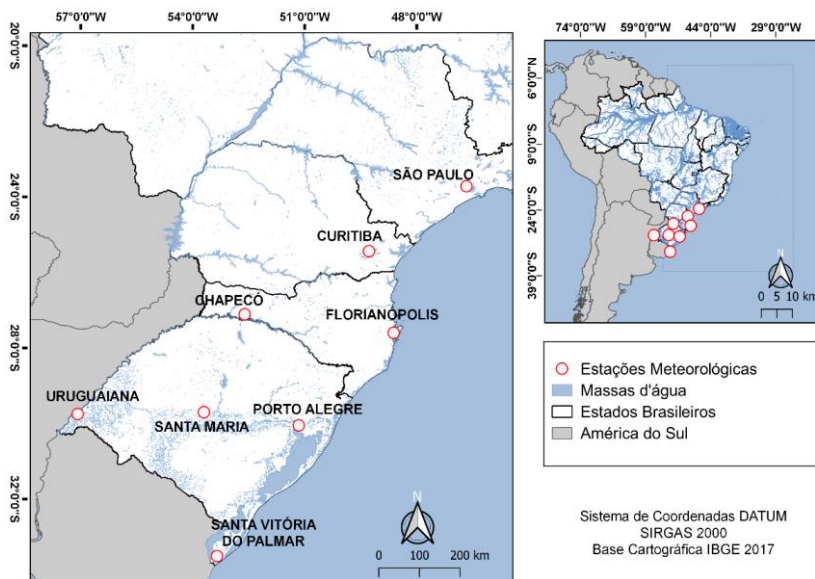 57°0'0"W 54°0'0"W 51°0'0"W 48°0'0"W
20°0'0"S
24°0'0"S
28°0'0"S
32°0'0"S
SÃO PAULO
CURITIBA
CHAPECÓ
FLORIANÓPOLIS
URUGUAIANA
SANTA MARIA
PORTO ALEGRE
SANTA VITÓRIA
DO PALMAR
N
0 100 200 km
74°0'0"W 59°0'0"W 44°0'0"W 29°0'0"W
6°0'0"N
9°0'0"S
24°0'0"S
39°0'0"S
N
0 5 10 km
Estações Meteorológicas
Massas d'água
Estados Brasileiros
América do Sul
Sistema de Coordenadas DATUM
SIRGAS 2000
Base Cartográfica IBGE 2017